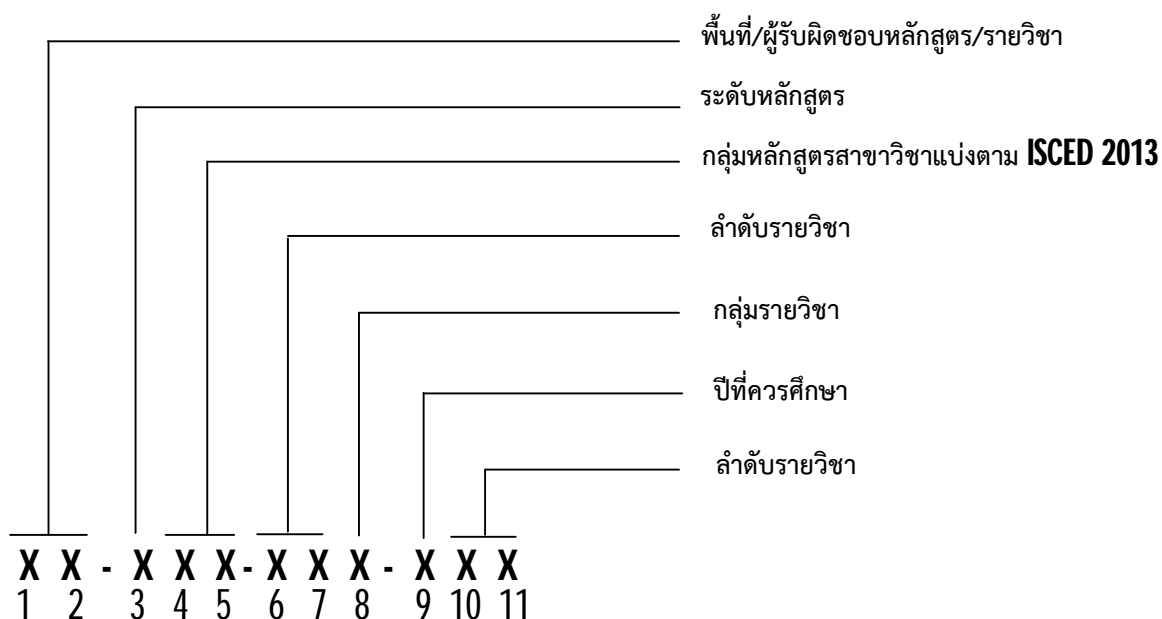 พื้นที่/ผู้รับผิดชอบหลักสูตร/รายวิชา
ระดับหลักสูตร
กลุ่มหลักสูตรสาขาวิชาแบ่งตาม ISCED 2013
ลำดับรายวิชา
กลุ่มรายวิชา
ปีที่ควรศึกษา
ลำดับรายวิชา
X X - X X X - X X X - X X X
1 2 3 4 5 6 7 8 9 10 11